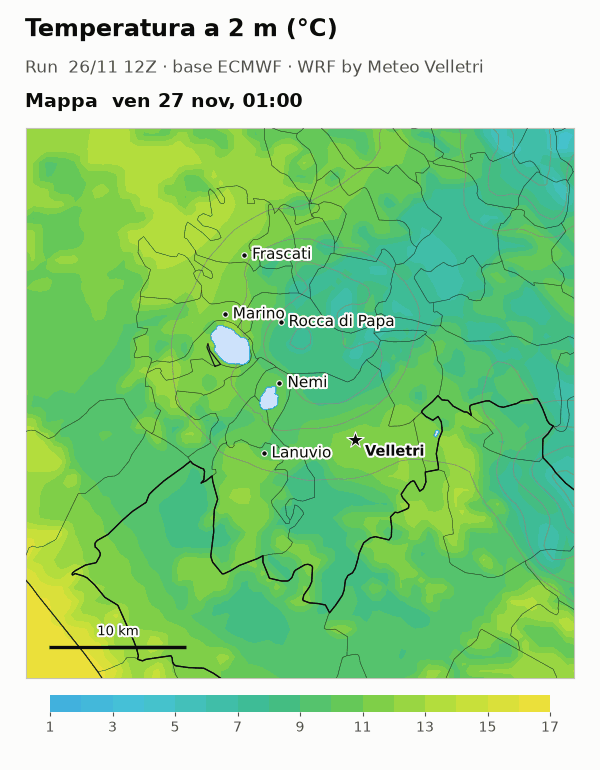 Temperatura a 2 m (°C)
Run  26/11 12Z · base ECMWF · WRF by Meteo Velletri
Mappa  ven 27 nov, 01:00
Frascati
Marino
Rocca di Papa
Nemi
Velletri
Lanuvio
10 km
1 3 5 7 9 11 13 15 17